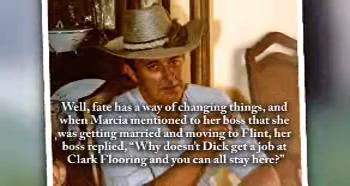 Well, fate has a way of changing things, and
when Marcia mentioned to her boss that she
was getting married and moving to Flint, her
boss replied, “Why doesn't Dick get a job at
Clark Flooring and you can all stay here?”